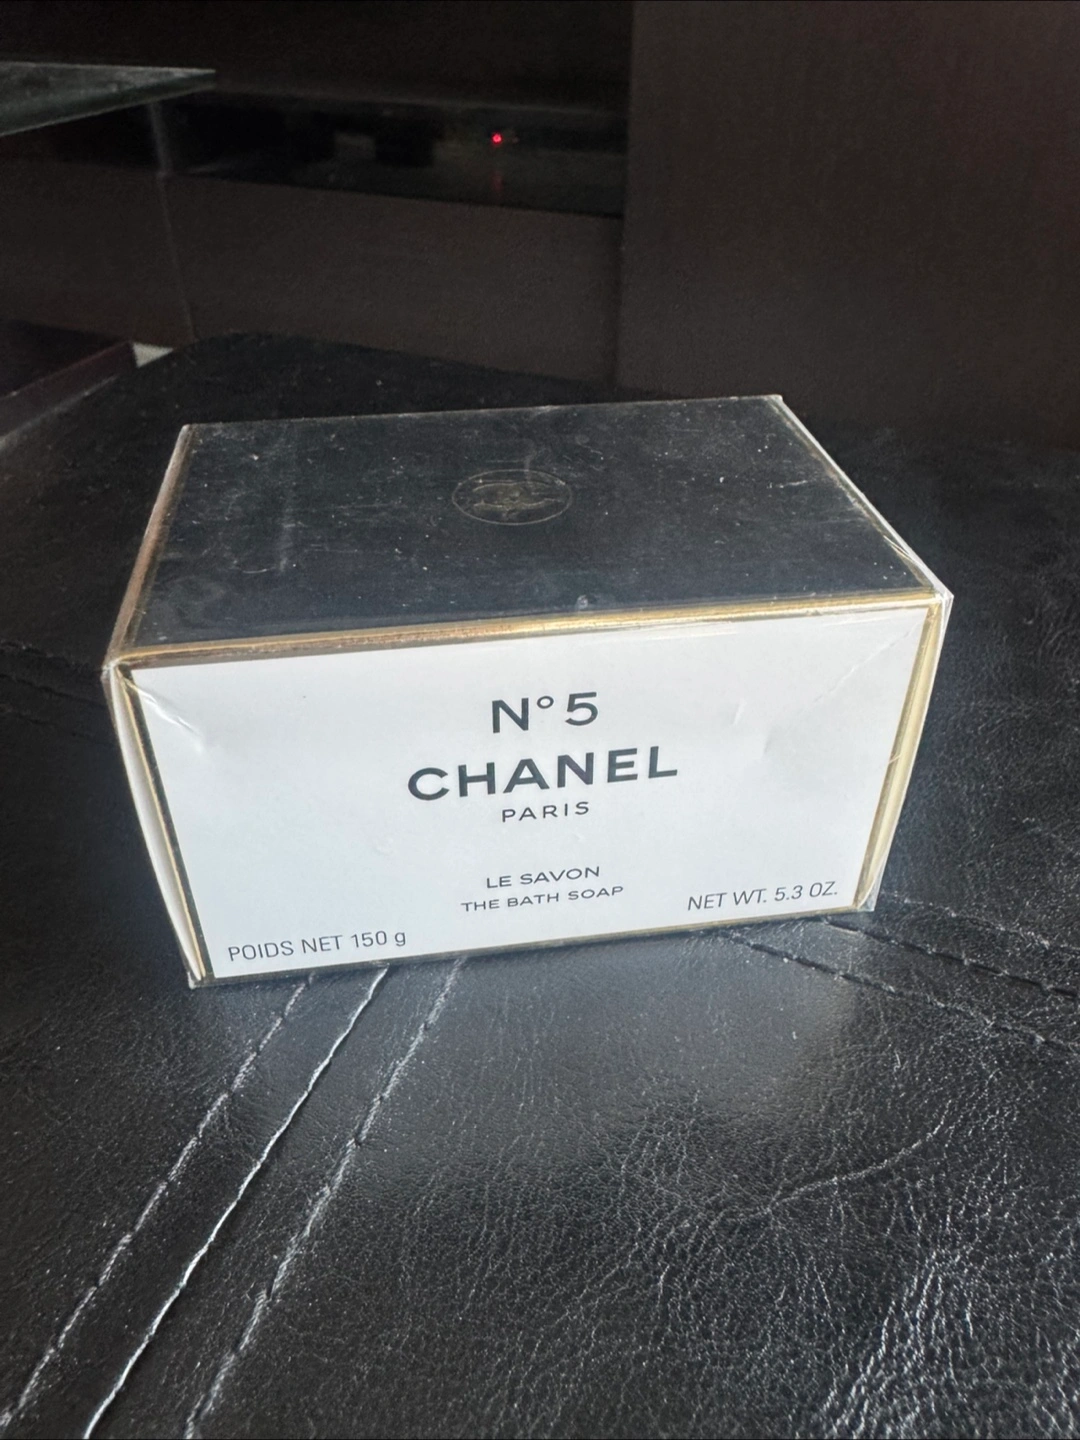 N°5
CHANEL
PARIS
LE SAVON
THE BATH SOAP
POIDS NET 150 g
NET WT. 5.3 OZ.